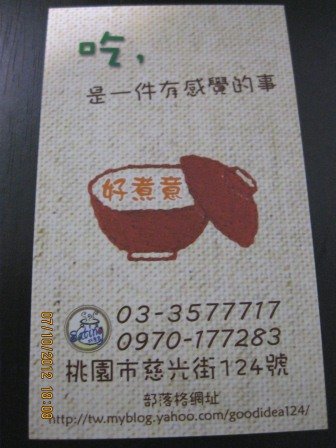 吃,
是一件有感覺的事
好煮意
03-3577717
0970-177283
桃園市慈光街124號
部落格網址
http://tw.myblog.yahoo.com/goodidea124/
07/10/2012 18:09